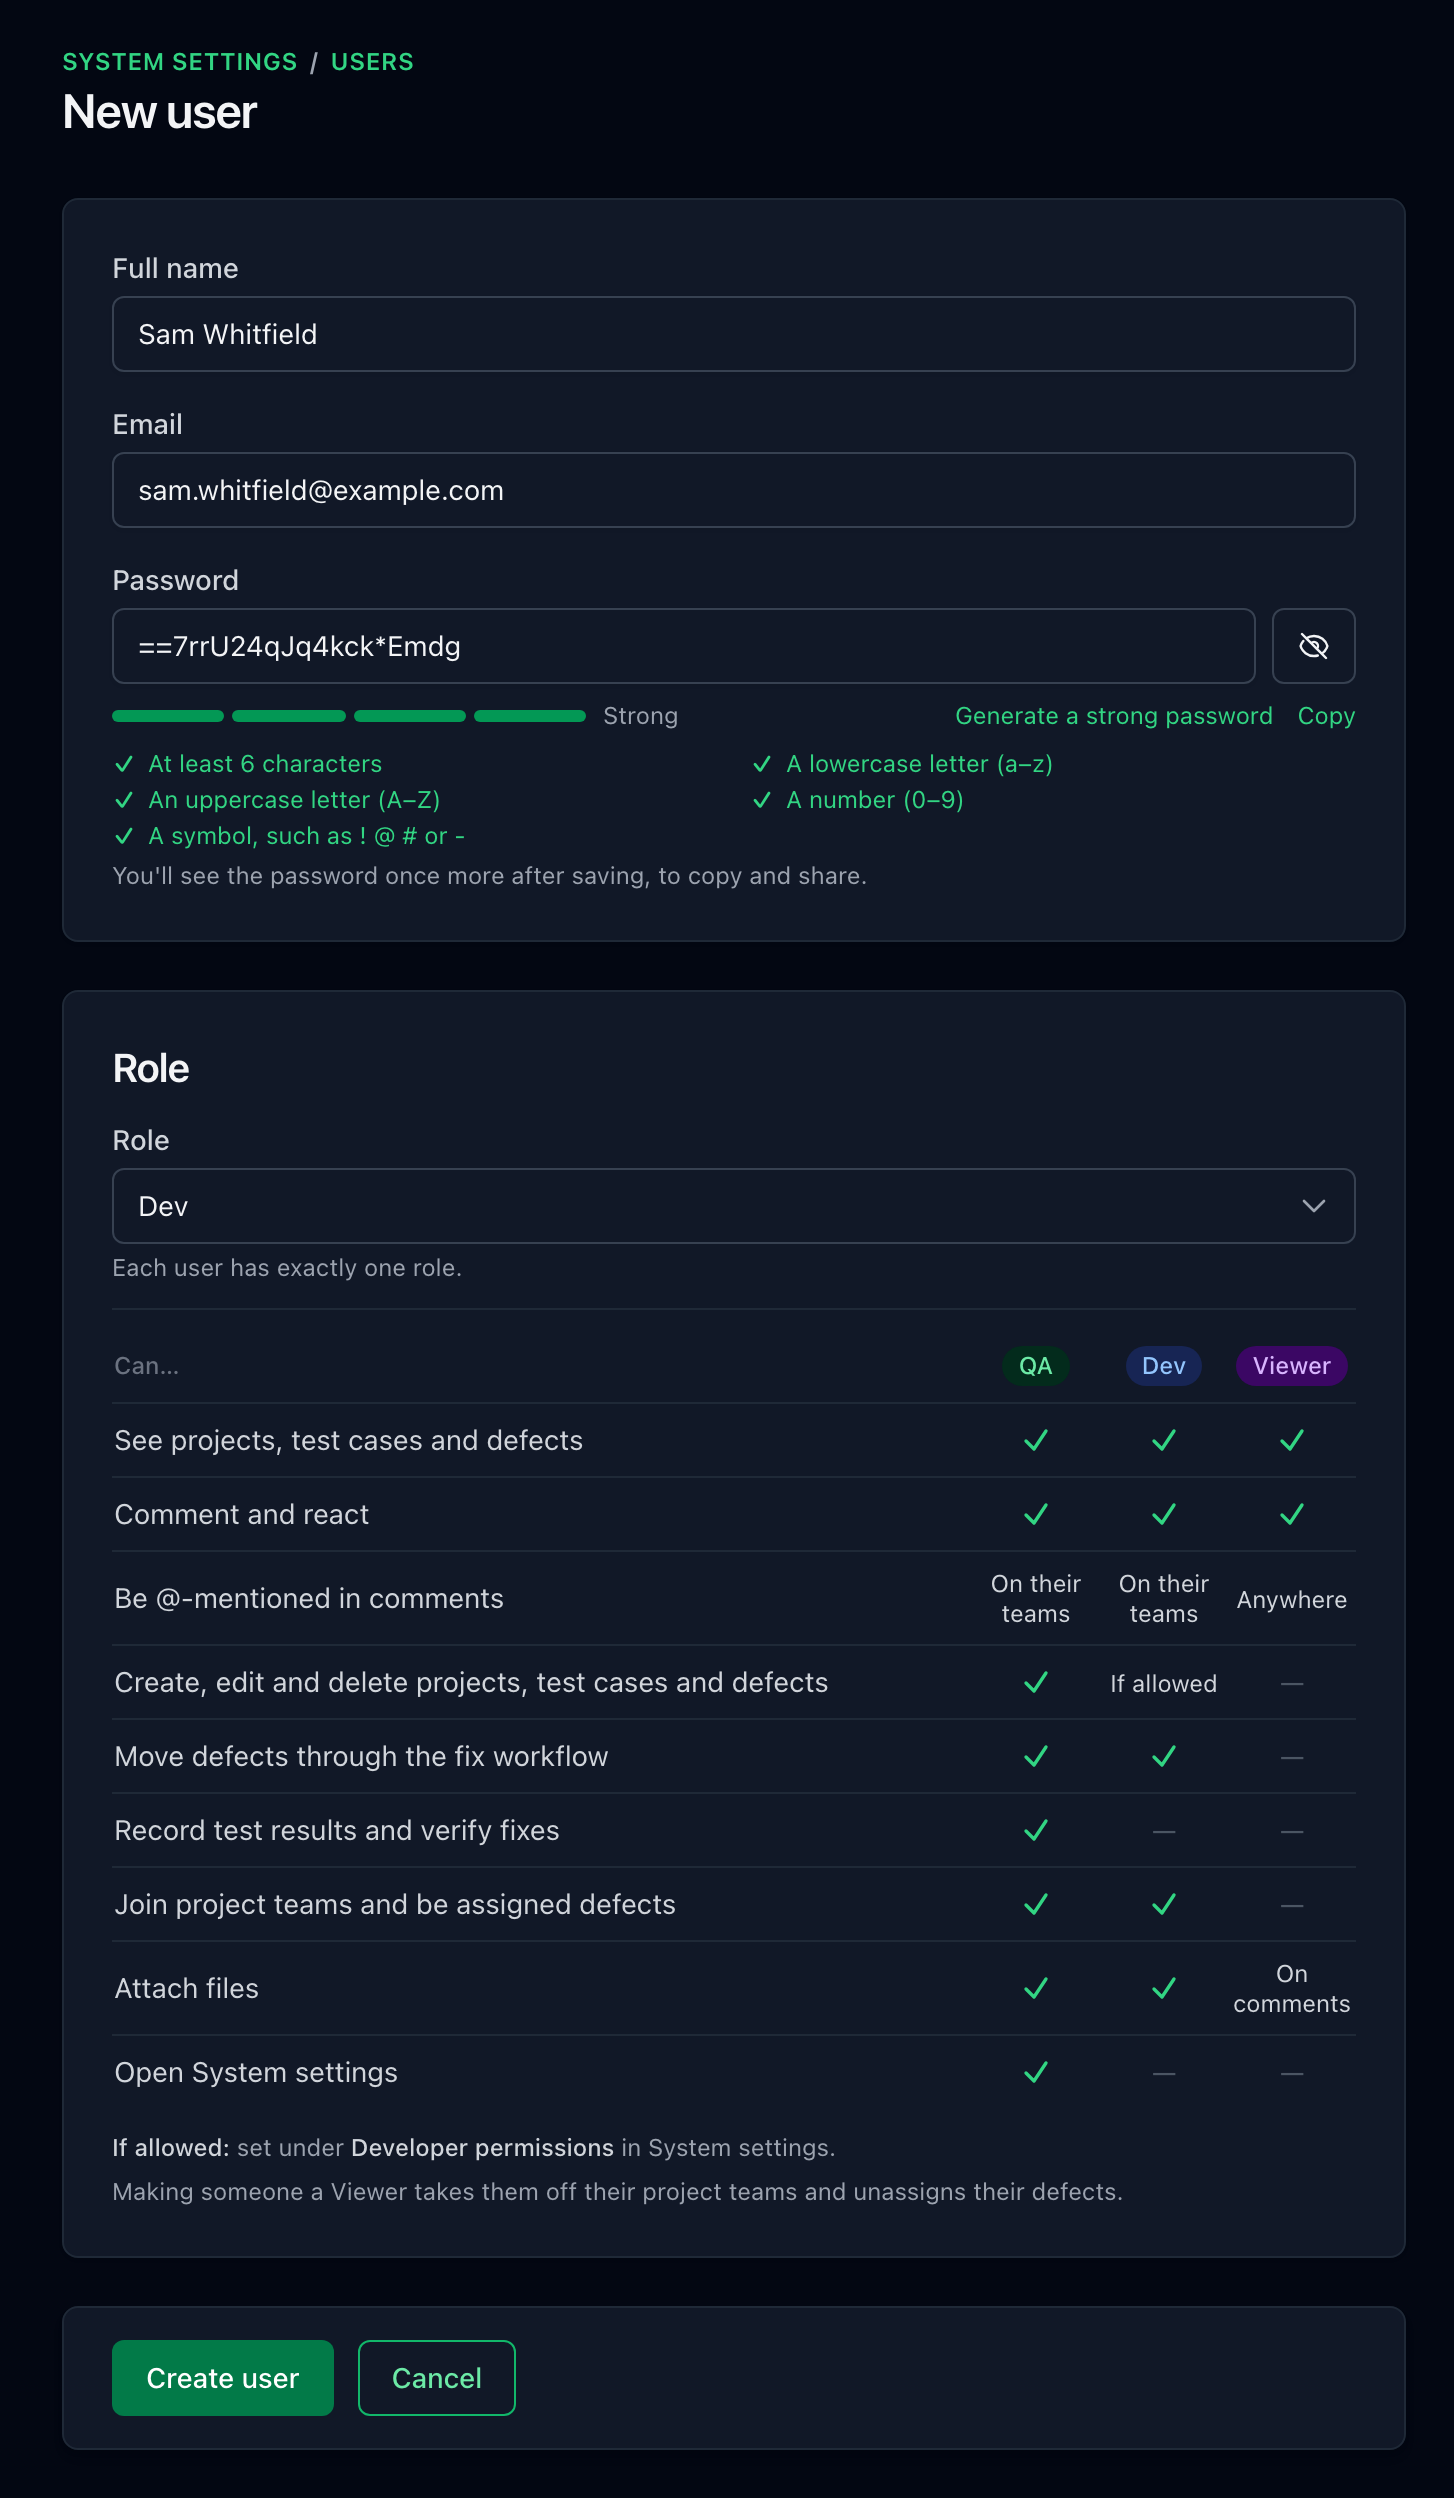 SYSTEM SETTINGS / USERS
New user
Full name
Sam Whitfield
Email
sam.whitfield@example.com
Password
==7rrU24qJq4kck*Emdg
Strong Generate a strong password Copy
At least 6 characters A lowercase letter (a–z)
An uppercase letter (A–Z) A number (0–9)
A symbol, such as ! @ # or -
You'll see the password once more after saving, to copy and share.
Role
Role
Dev
Each user has exactly one role.
Can… QA Dev Viewer
See projects, test cases and defects ✓ ✓ ✓
Comment and react ✓ ✓ ✓
Be @-mentioned in comments On their teams On their teams Anywhere
Create, edit and delete projects, test cases and defects ✓ If allowed —
Move defects through the fix workflow ✓ ✓ —
Record test results and verify fixes ✓ — —
Join project teams and be assigned defects ✓ ✓ —
Attach files ✓ ✓ On comments
Open System settings ✓ — —
If allowed: set under Developer permissions in System settings.
Making someone a Viewer takes them off their project teams and unassigns their defects.
Create user Cancel